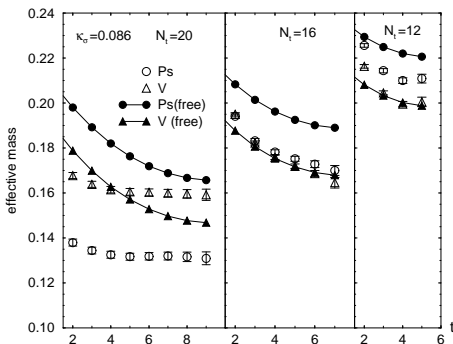 κσ=0.086 Nt=20
Nt=16
Nt=12
Ps
V
Ps(free)
V (free)
effective mass
0.24
0.22
0.20
0.18
0.16
0.14
0.12
0.10
2 4 6 8
2 4 6
2 4 6
t